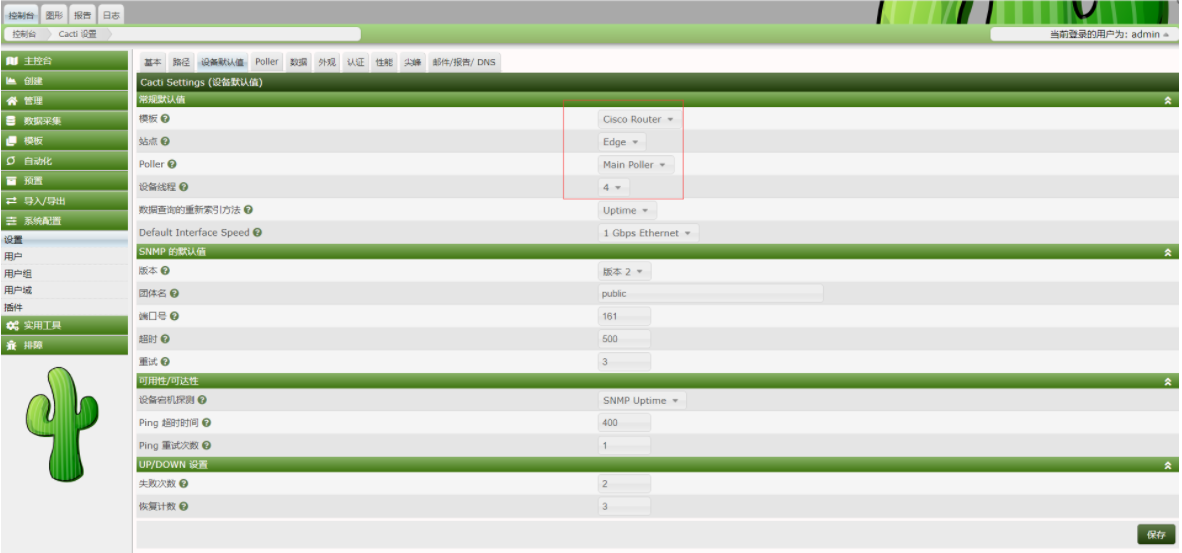 控制台 图形 报告 日志
控制台 Cacti 设置 当前登录的用户为: admin
主控台
创建
管理
数据采集
模板
自动化
预置
导入/导出
系统配置
设置
用户
用户组
用户域
插件
实用工具
排障
基本 路径 设备默认值 Poller 数据 外观 认证 性能 尖峰 邮件/报告/ DNS
Cacti Settings (设备默认值)
常规默认值
模板 Cisco Router
站点 Edge
Poller Main Poller
设备线程 4
数据查询的重新索引方法 Uptime
Default Interface Speed 1 Gbps Ethernet
SNMP 的默认值
版本 版本 2
团体名 public
端口号 161
超时 500
重试 3
可用性/可达性
设备宕机探测 SNMP Uptime
Ping 超时时间 400
Ping 重试次数 1
UP/DOWN 设置
失败次数 2
恢复计数 3
保存